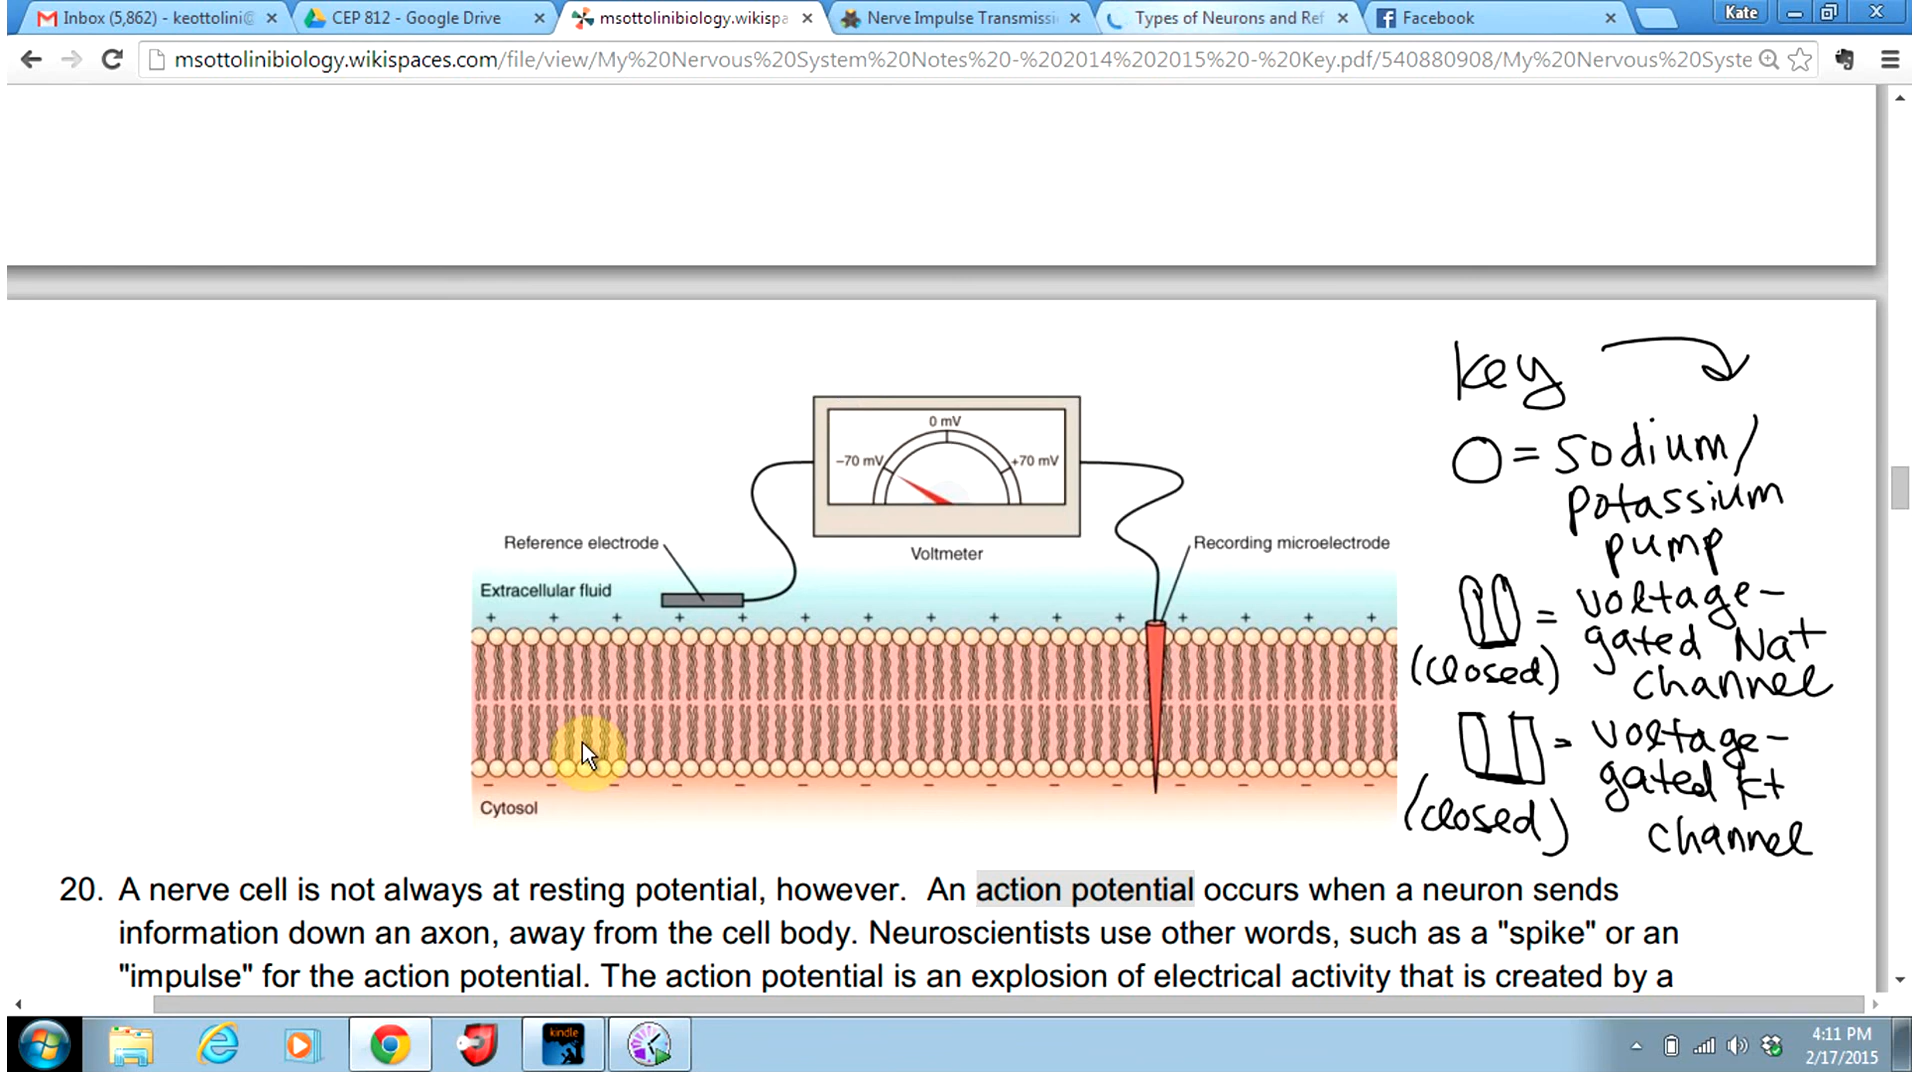 Inbox (5,862) - keottolini@
CEP 812 - Google Drive
msottolinibiology.wikispa
Nerve Impulse Transmissi
Types of Neurons and Ref
Facebook
Kate
msottolinibiology.wikispaces.com/file/view/My%20Nervous%20System%20Notes%20-%202014%202015%20-%20Key.pdf/540880908/My%20Nervous%20Syste
0 mV
-70 mV
+70 mV
Voltmeter
Reference electrode
Recording microelectrode
Extracellular fluid
+ + + + + + + + + + + + + + +
- - - - - - - - - - - - - - -
Cytosol
Key
O = sodium/
potassium
pump
= voltage-
gated Na+
(closed) channel
= voltage-
gated K+
(closed) channel
20. A nerve cell is not always at resting potential, however. An action potential occurs when a neuron sends
information down an axon, away from the cell body. Neuroscientists use other words, such as a "spike" or an
"impulse" for the action potential. The action potential is an explosion of electrical activity that is created by a
kindle
4:11 PM
2/17/2015